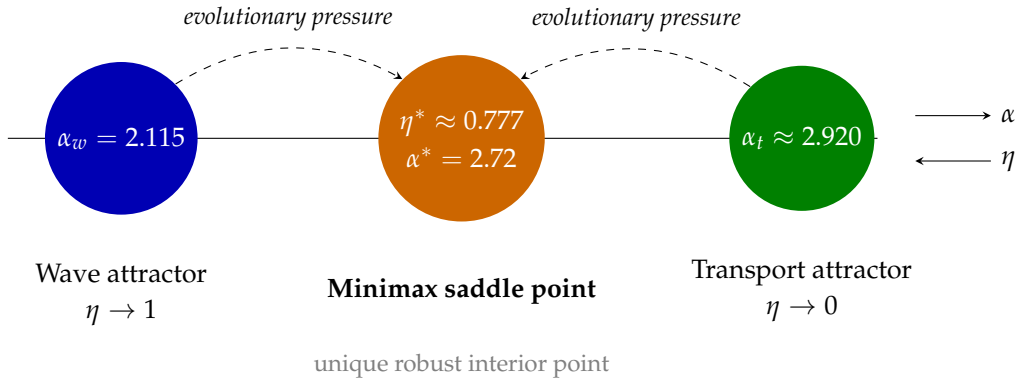 evolutionary pressure
evolutionary pressure
α_w = 2.115
η* ≈ 0.777
α* = 2.72
α_t ≈ 2.920
α
η
Wave attractor
η → 1
Minimax saddle point
Transport attractor
η → 0
unique robust interior point